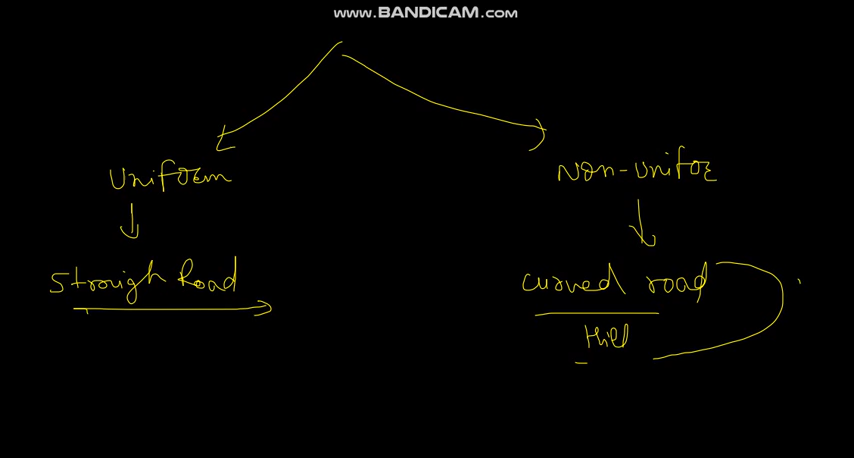 www.BANDICAM.com
Uniform
Non-unifor
Straigh Road
curved road
Hill